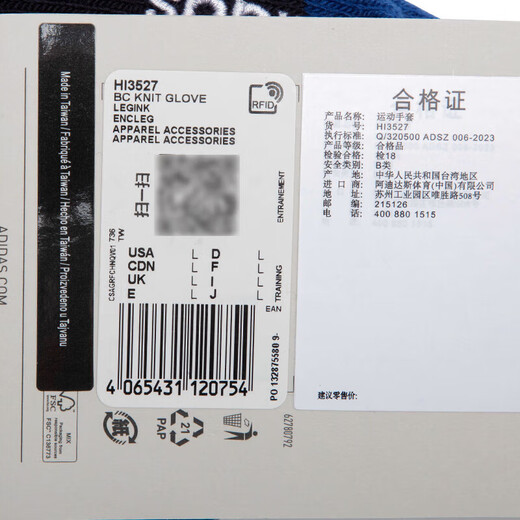 Made in Taiwan / Fabriqué à Taiwan / Hecho en Taiwán / Proizvedeno u Tajvanu
ADIDAS.COM
HI3527
BC KNIT GLOVE
LEGINK
ENCLEG
APPAREL ACCESSORIES
APPAREL ACCESSORIES
RFID
扫一扫
TW
ENTRAINEMENT
TRAINING
USA L D L
CDN L F L
UK L I L
E L J L
EAN
PO 132875580 9-
4 065431 120754
62780792
紙
21
PAP
FSC
MIX
合格证
产品名称: 运动手套
货号: HI3527
执行标准: Q/320500 ADSZ 006-2023
产品等级: 合格品
检验合格: 检18
安全类别: B类
产地: 中华人民共和国台湾地区
进口商: 阿迪达斯体育(中国)有限公司
地址: 苏州工业园区唯胜路508号
邮编: 215126
电话: 400 880 1515
建议零售价: